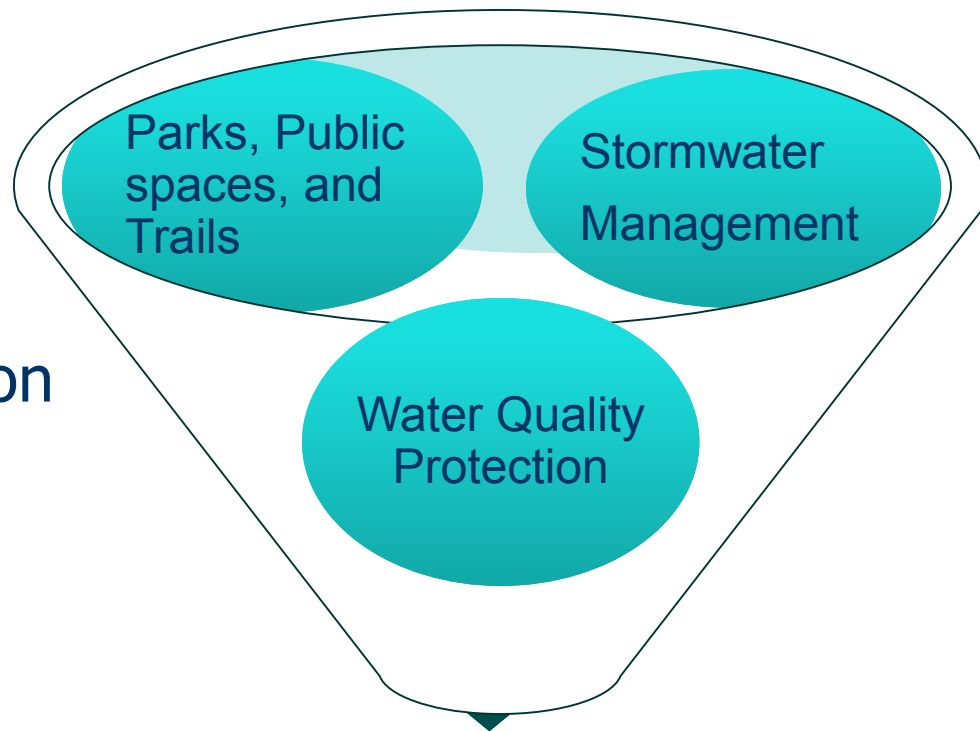 Parks, Public
spaces, and
Trails
Stormwater
Management
on
Water Quality
Protection